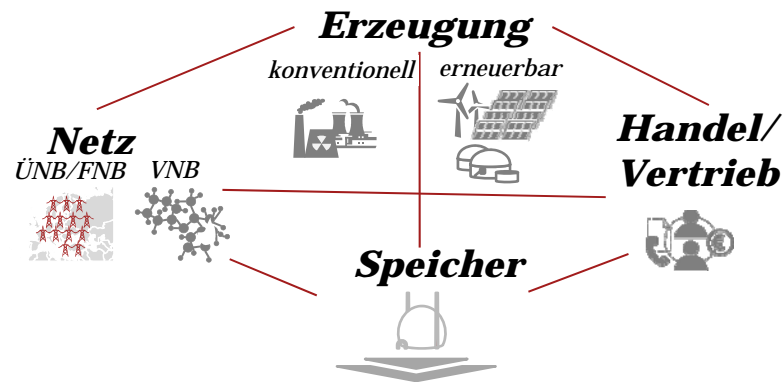 Erzeugung
konventionell
erneuerbar
Netz
ÜNB/FNB
VNB
Handel/
Vertrieb
€
Speicher